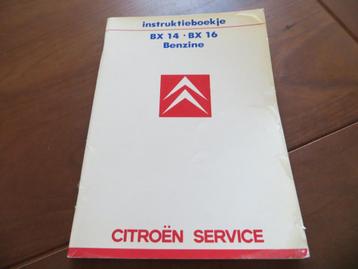 instruktieboekje
BX 14 · BX 16
Benzine
CITROËN SERVICE